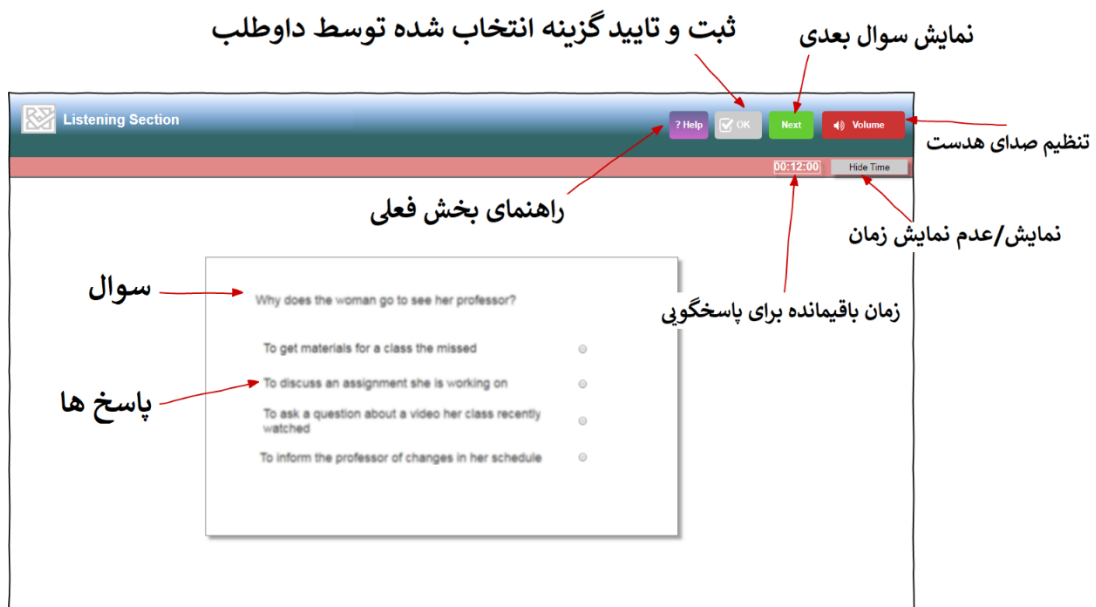 ثبت و تایید گزینه انتخاب شده توسط داوطلب
نمایش سوال بعدی
Listening Section
? Help
OK
Next
Volume
تنظیم صدای هدست
00:12:00
Hide Time
راهنمای بخش فعلی
نمایش/عدم نمایش زمان
سوال
Why does the woman go to see her professor?
زمان باقیمانده برای پاسخگویی
To get materials for a class the missed
To discuss an assignment she is working on
پاسخ ها
To ask a question about a video her class recently
watched
To inform the professor of changes in her schedule